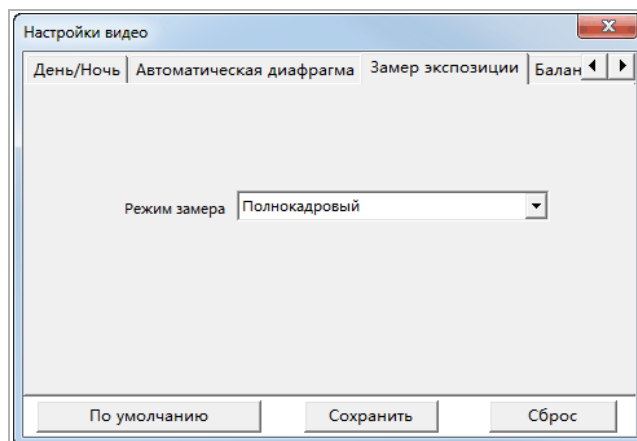 Настройки видео
День/Ночь Автоматическая диафрагма Замер экспозиции Балан
Режим замера Полнокадровый
По умолчанию Сохранить Сброс